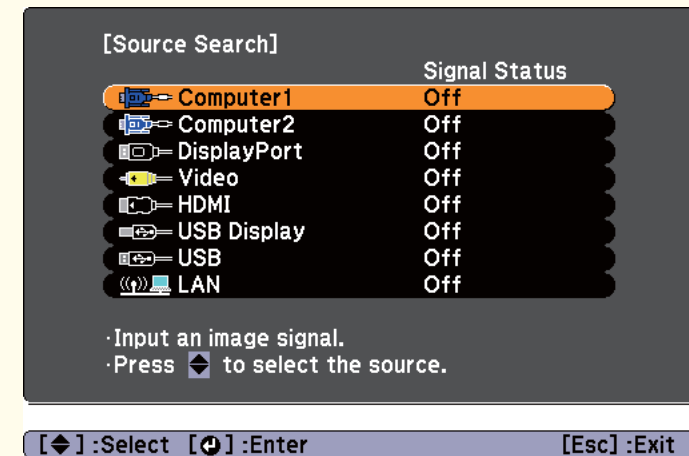 [Source Search]
Signal Status
Computer1 Off
Computer2 Off
DisplayPort Off
Video Off
HDMI Off
USB Display Off
USB Off
LAN Off
·Input an image signal.
·Press to select the source.
[ ] :Select [ ] :Enter [Esc] :Exit